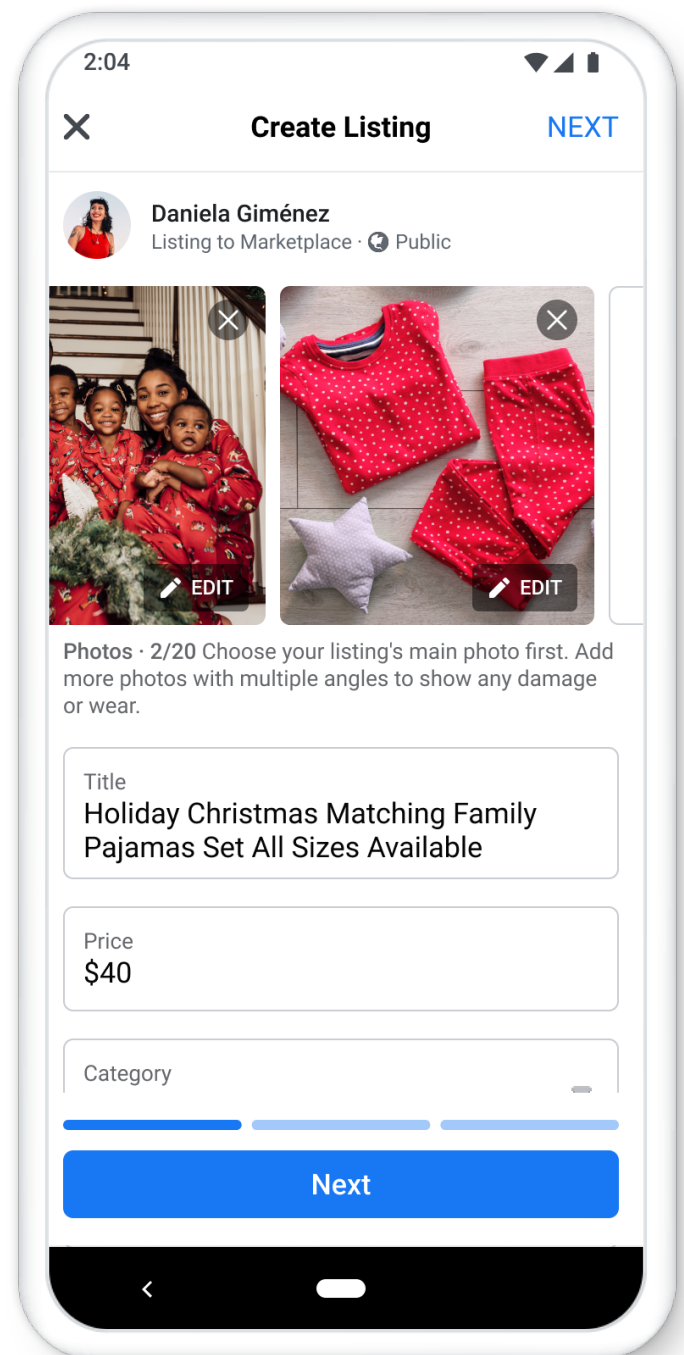 2:04
Create Listing
NEXT
Daniela Giménez
Listing to Marketplace · Public
EDIT
EDIT
Photos · 2/20 Choose your listing's main photo first. Add
more photos with multiple angles to show any damage
or wear.
Title
Holiday Christmas Matching Family
Pajamas Set All Sizes Available
Price
$40
Category
Next